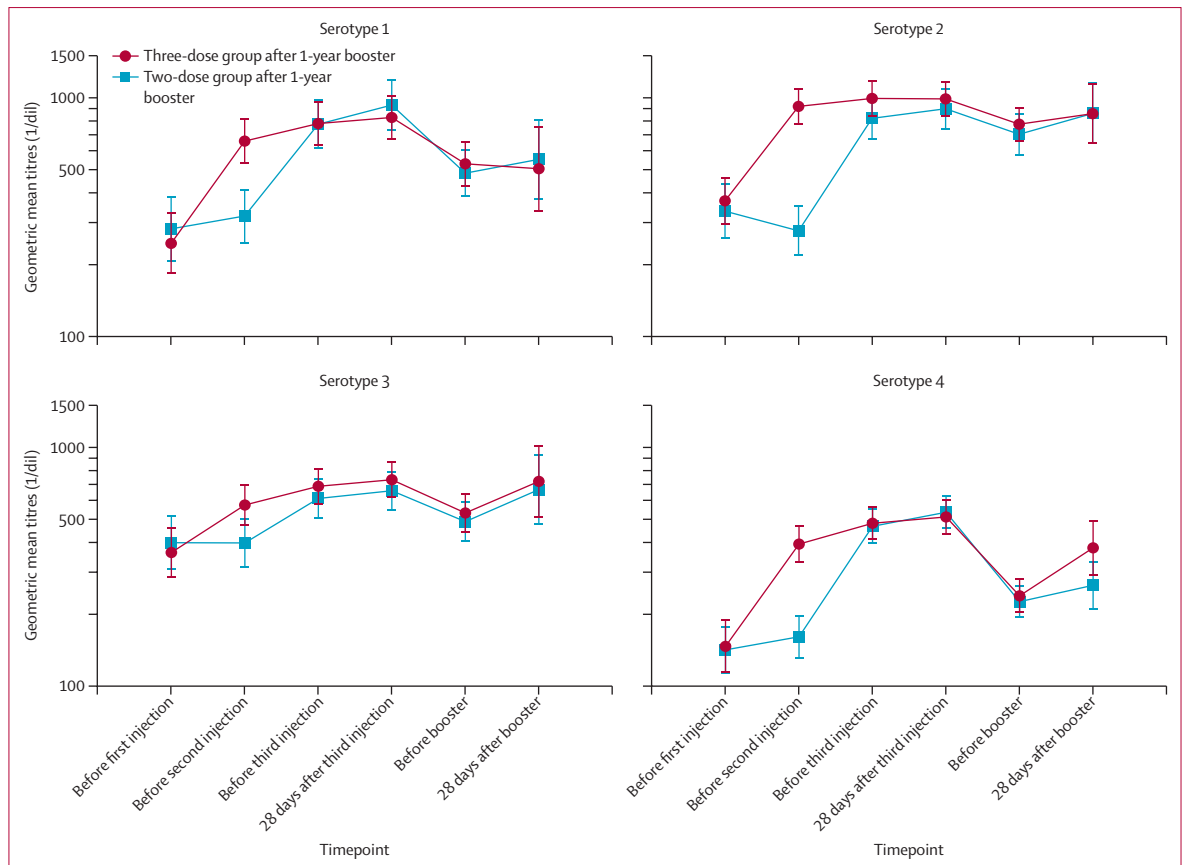 Serotype 1
Serotype 2
Three-dose group after 1-year booster
Two-dose group after 1-year
booster
Geometric mean titres (1/dil)
1500
1000
500
100
Serotype 3
Serotype 4
Geometric mean titres (1/dil)
1500
1000
500
100
Before first injection
Before second injection
Before third injection
28 days after third injection
Before booster
28 days after booster
Before first injection
Before second injection
Before third injection
28 days after third injection
Before booster
28 days after booster
Timepoint
Timepoint